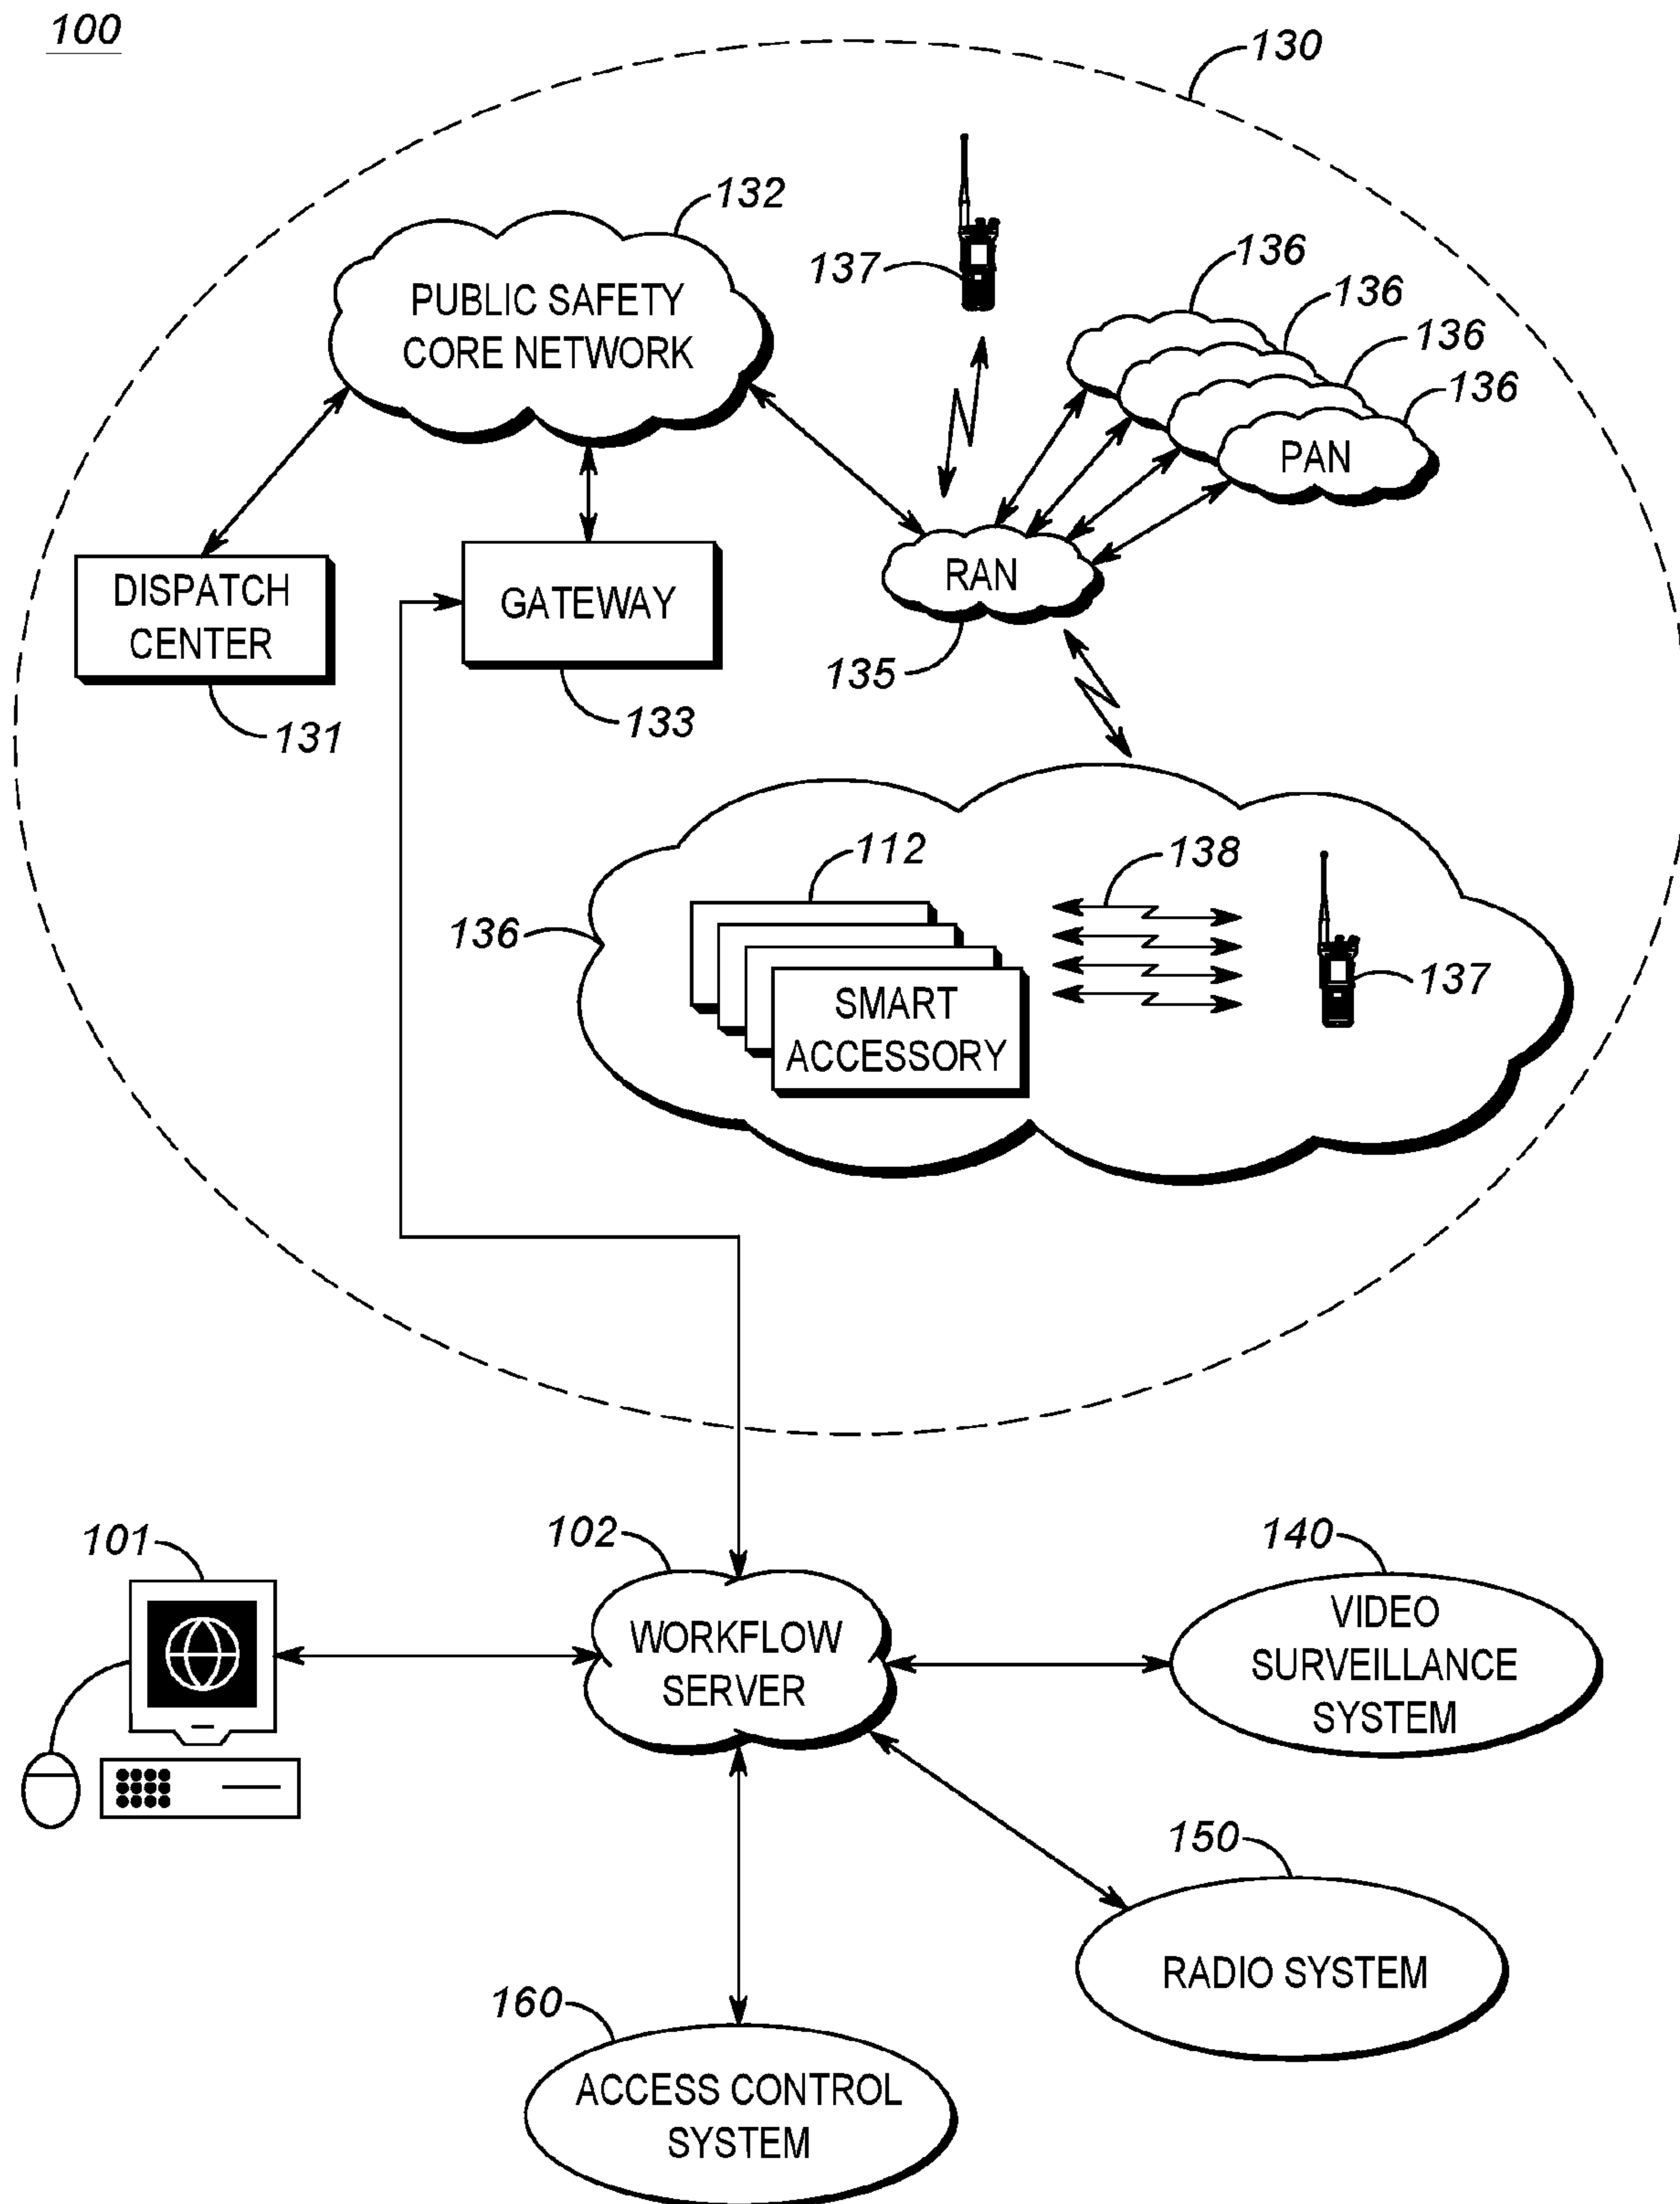 100
130
132
PUBLIC SAFETY
CORE NETWORK
137
136
136
136
136
PAN
DISPATCH
CENTER
131
GATEWAY
133
RAN
135
112
138
136
SMART
ACCESSORY
137
101
102
WORKFLOW
SERVER
140
VIDEO
SURVEILLANCE
SYSTEM
150
RADIO SYSTEM
160
ACCESS CONTROL
SYSTEM